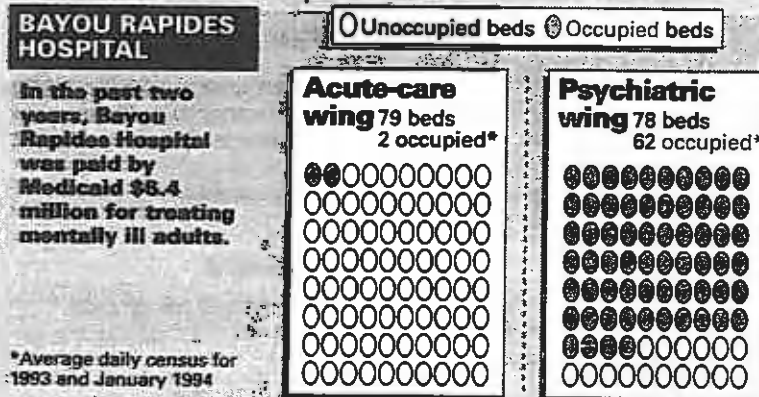 BAYOU RAPIDES
HOSPITAL
In the past two
years, Bayou
Rapides Hospital
was paid by
Medicaid $6.4
million for treating
mentally ill adults.
*Average daily census for
1993 and January 1994
Unoccupied beds Occupied beds
Acute-care
wing 79 beds
2 occupied*
Psychiatric
wing 78 beds
62 occupied*